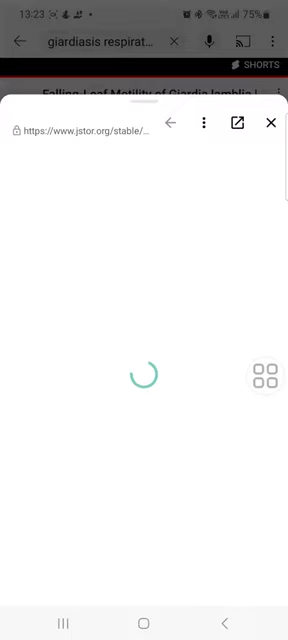 13:23 75%
giardiasis respirat...
SHORTS
Falling-Leaf Motility of Giardia lamblia |
https://www.jstor.org/stable/...